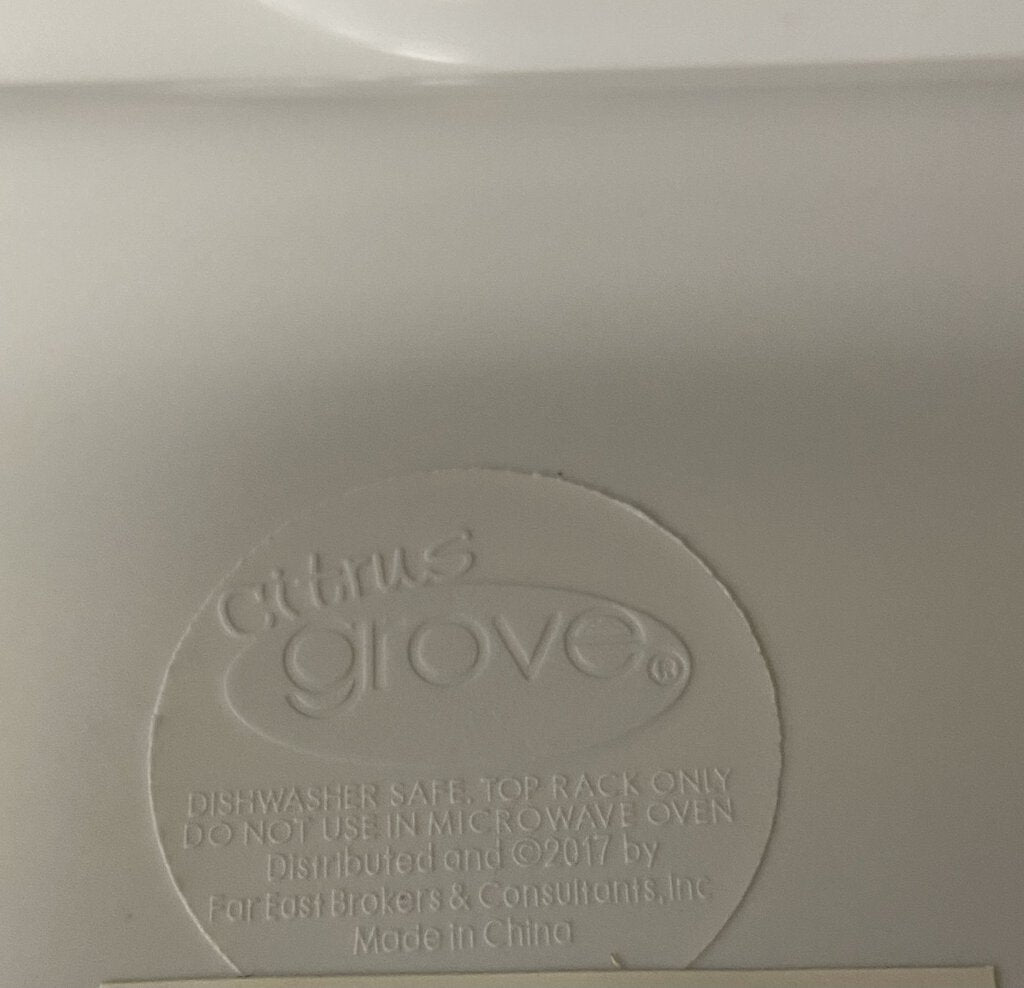 citrus
grove®
DISHWASHER SAFE. TOP RACK ONLY
DO NOT USE IN MICROWAVE OVEN
Distributed and ©2017 by
Far East Brokers & Consultants, Inc
Made in China